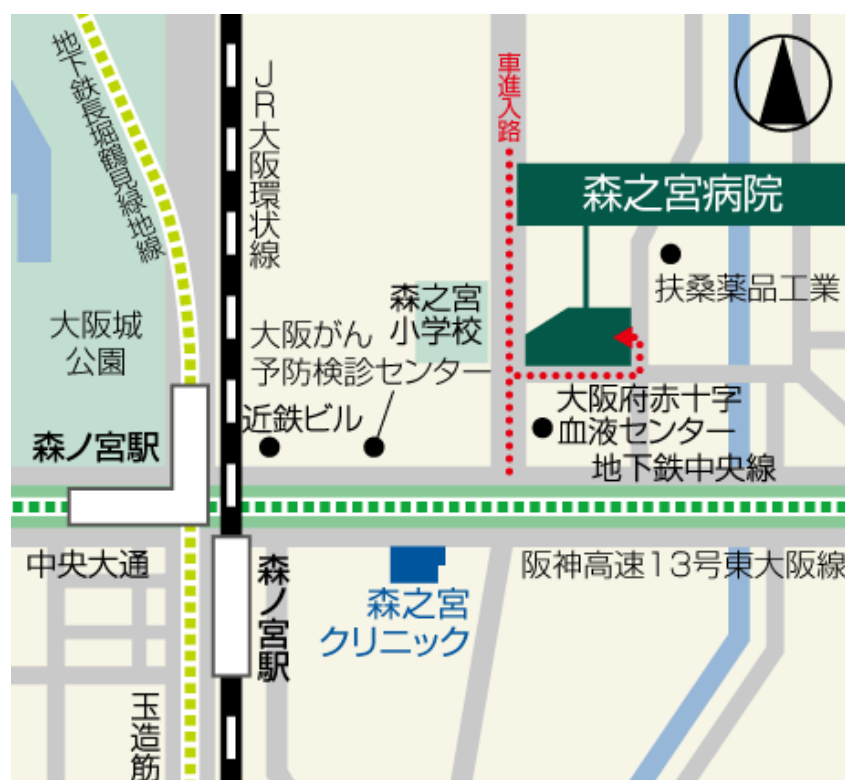 地下鉄長堀鶴見緑地線
JR大阪環状線
車進入路
森之宮病院
扶桑薬品工業
森之宮
小学校
大阪城
公園
大阪がん
予防検診センター
近鉄ビル
大阪府赤十字
血液センター
森ノ宮駅
地下鉄中央線
中央大通
阪神高速13号東大阪線
森ノ宮駅
森之宮
クリニック
玉造筋